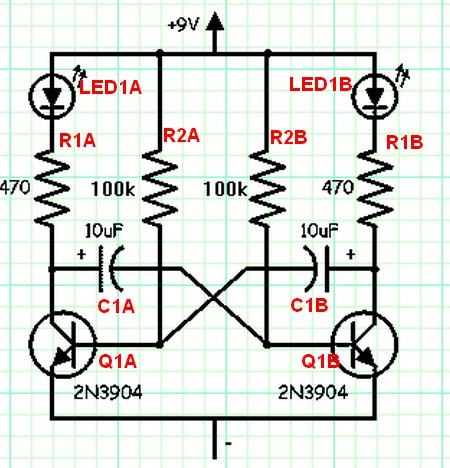 +9V
LED1A LED1B
R1A R2A R2B R1B
470 100k 100k 470
10uF 10uF
+ +
C1A C1B
Q1A Q1B
2N3904 2N3904
-